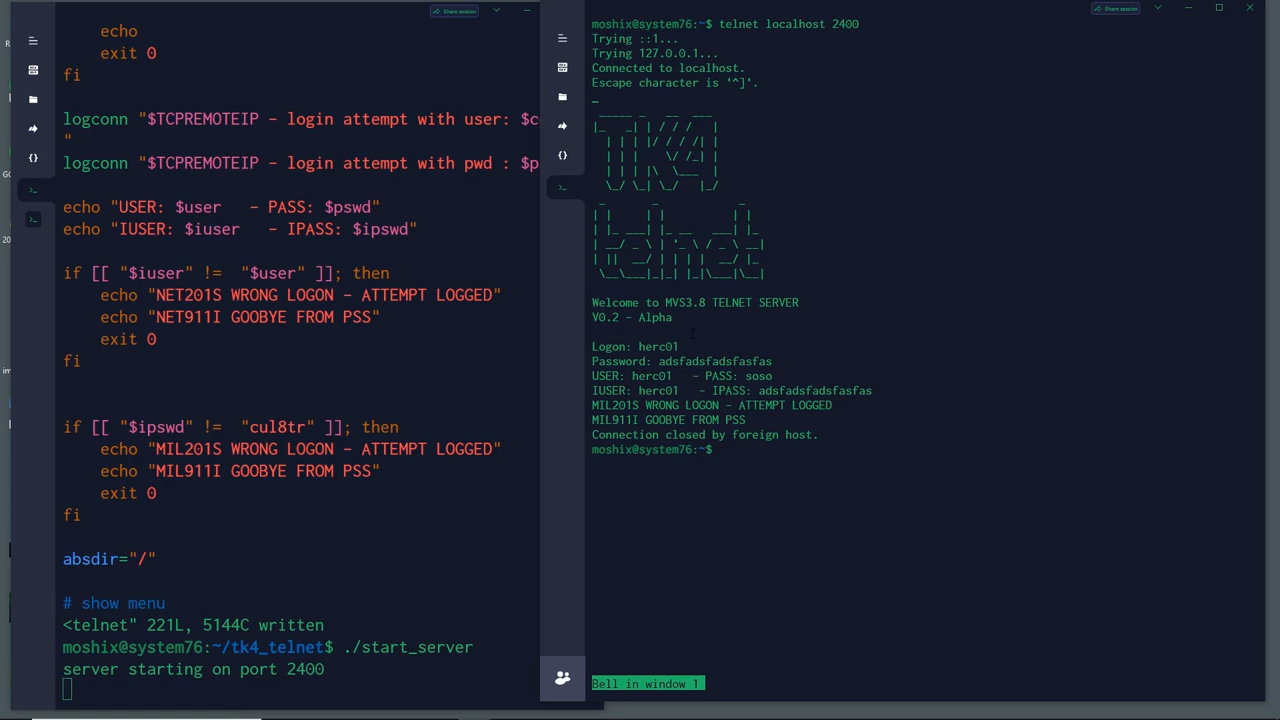 Share session
echo
exit 0
fi
logconn "$TCPREMOTEIP - login attempt with user: $c
"
logconn "$TCPREMOTEIP - login attempt with pwd : $p
echo "USER: $user   - PASS: $pswd"
echo "IUSER: $iuser   - IPASS: $ipswd"
if [[ "$iuser" !=  "$user" ]]; then
echo "NET201S WRONG LOGON - ATTEMPT LOGGED"
echo "NET911I GOOBYE FROM PSS"
exit 0
fi
if [[ "$ipswd" !=  "cul8tr" ]]; then
echo "MIL201S WRONG LOGON - ATTEMPT LOGGED"
echo "MIL911I GOOBYE FROM PSS"
exit 0
fi
absdir="/"
# show menu
<telnet" 221L, 5144C written
moshix@system76:~/tk4_telnet$ ./start_server
server starting on port 2400
Share session
moshix@system76:~$ telnet localhost 2400
Trying ::1...
Trying 127.0.0.1...
Connected to localhost.
Escape character is '^]'.
TK4
telnet
Welcome to MVS3.8 TELNET SERVER
V0.2 - Alpha
Logon: herc01
Password: adsfadsfadsfasfas
USER: herc01   - PASS: soso
IUSER: herc01   - IPASS: adsfadsfadsfasfas
MIL201S WRONG LOGON - ATTEMPT LOGGED
MIL911I GOOBYE FROM PSS
Connection closed by foreign host.
moshix@system76:~$
Bell in window 1